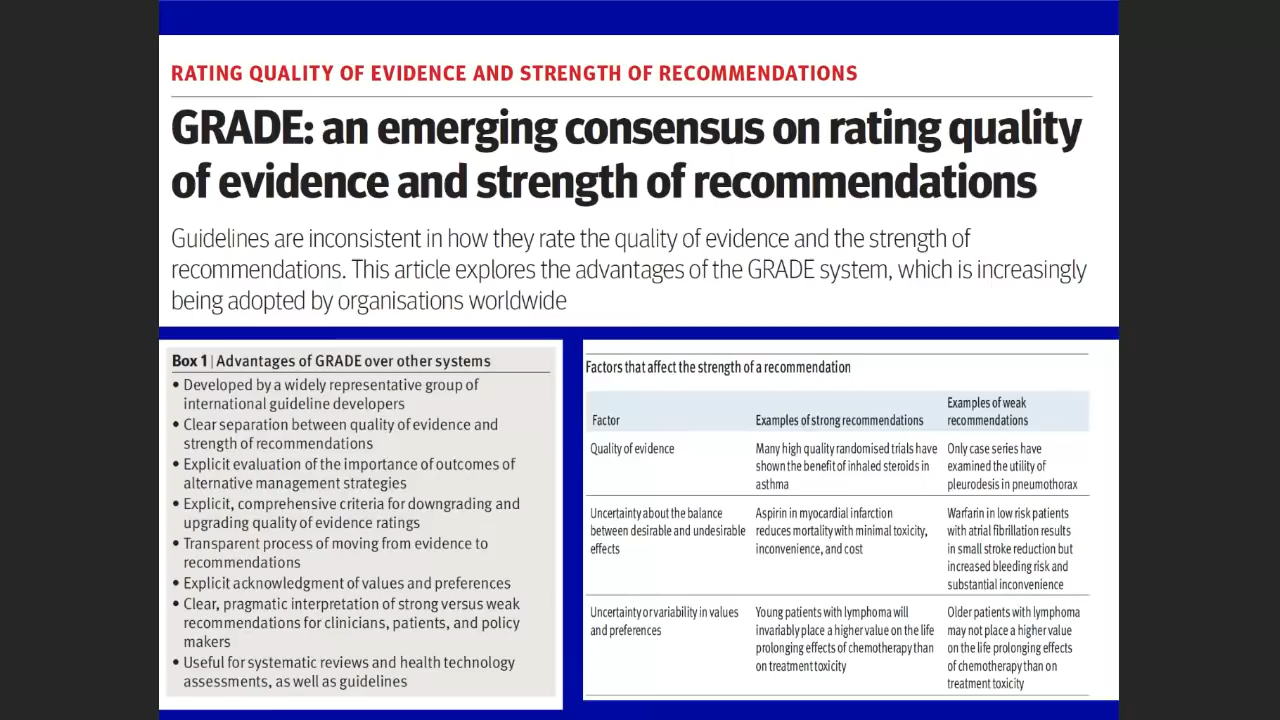 RATING QUALITY OF EVIDENCE AND STRENGTH OF RECOMMENDATIONS
GRADE: an emerging consensus on rating quality
of evidence and strength of recommendations
Guidelines are inconsistent in how they rate the quality of evidence and the strength of
recommendations. This article explores the advantages of the GRADE system, which is increasingly
being adopted by organisations worldwide
Box 1 | Advantages of GRADE over other systems
• Developed by a widely representative group of
international guideline developers
• Clear separation between quality of evidence and
strength of recommendations
• Explicit evaluation of the importance of outcomes of
alternative management strategies
• Explicit, comprehensive criteria for downgrading and
upgrading quality of evidence ratings
• Transparent process of moving from evidence to
recommendations
• Explicit acknowledgment of values and preferences
• Clear, pragmatic interpretation of strong versus weak
recommendations for clinicians, patients, and policy
makers
• Useful for systematic reviews and health technology
assessments, as well as guidelines
Factors that affect the strength of a recommendation
Factor
Examples of strong recommendations
Examples of weak
recommendations
Quality of evidence
Many high quality randomised trials have
shown the benefit of inhaled steroids in
asthma
Only case series have
examined the utility of
pleurodesis in pneumothorax
Uncertainty about the balance
between desirable and undesirable
effects
Aspirin in myocardial infarction
reduces mortality with minimal toxicity,
inconvenience, and cost
Warfarin in low risk patients
with atrial fibrillation results
in small stroke reduction but
increased bleeding risk and
substantial inconvenience
Uncertainty or variability in values
and preferences
Young patients with lymphoma will
invariably place a higher value on the life
prolonging effects of chemotherapy than
on treatment toxicity
Older patients with lymphoma
may not place a higher value
on the life prolonging effects
of chemotherapy than on
treatment toxicity